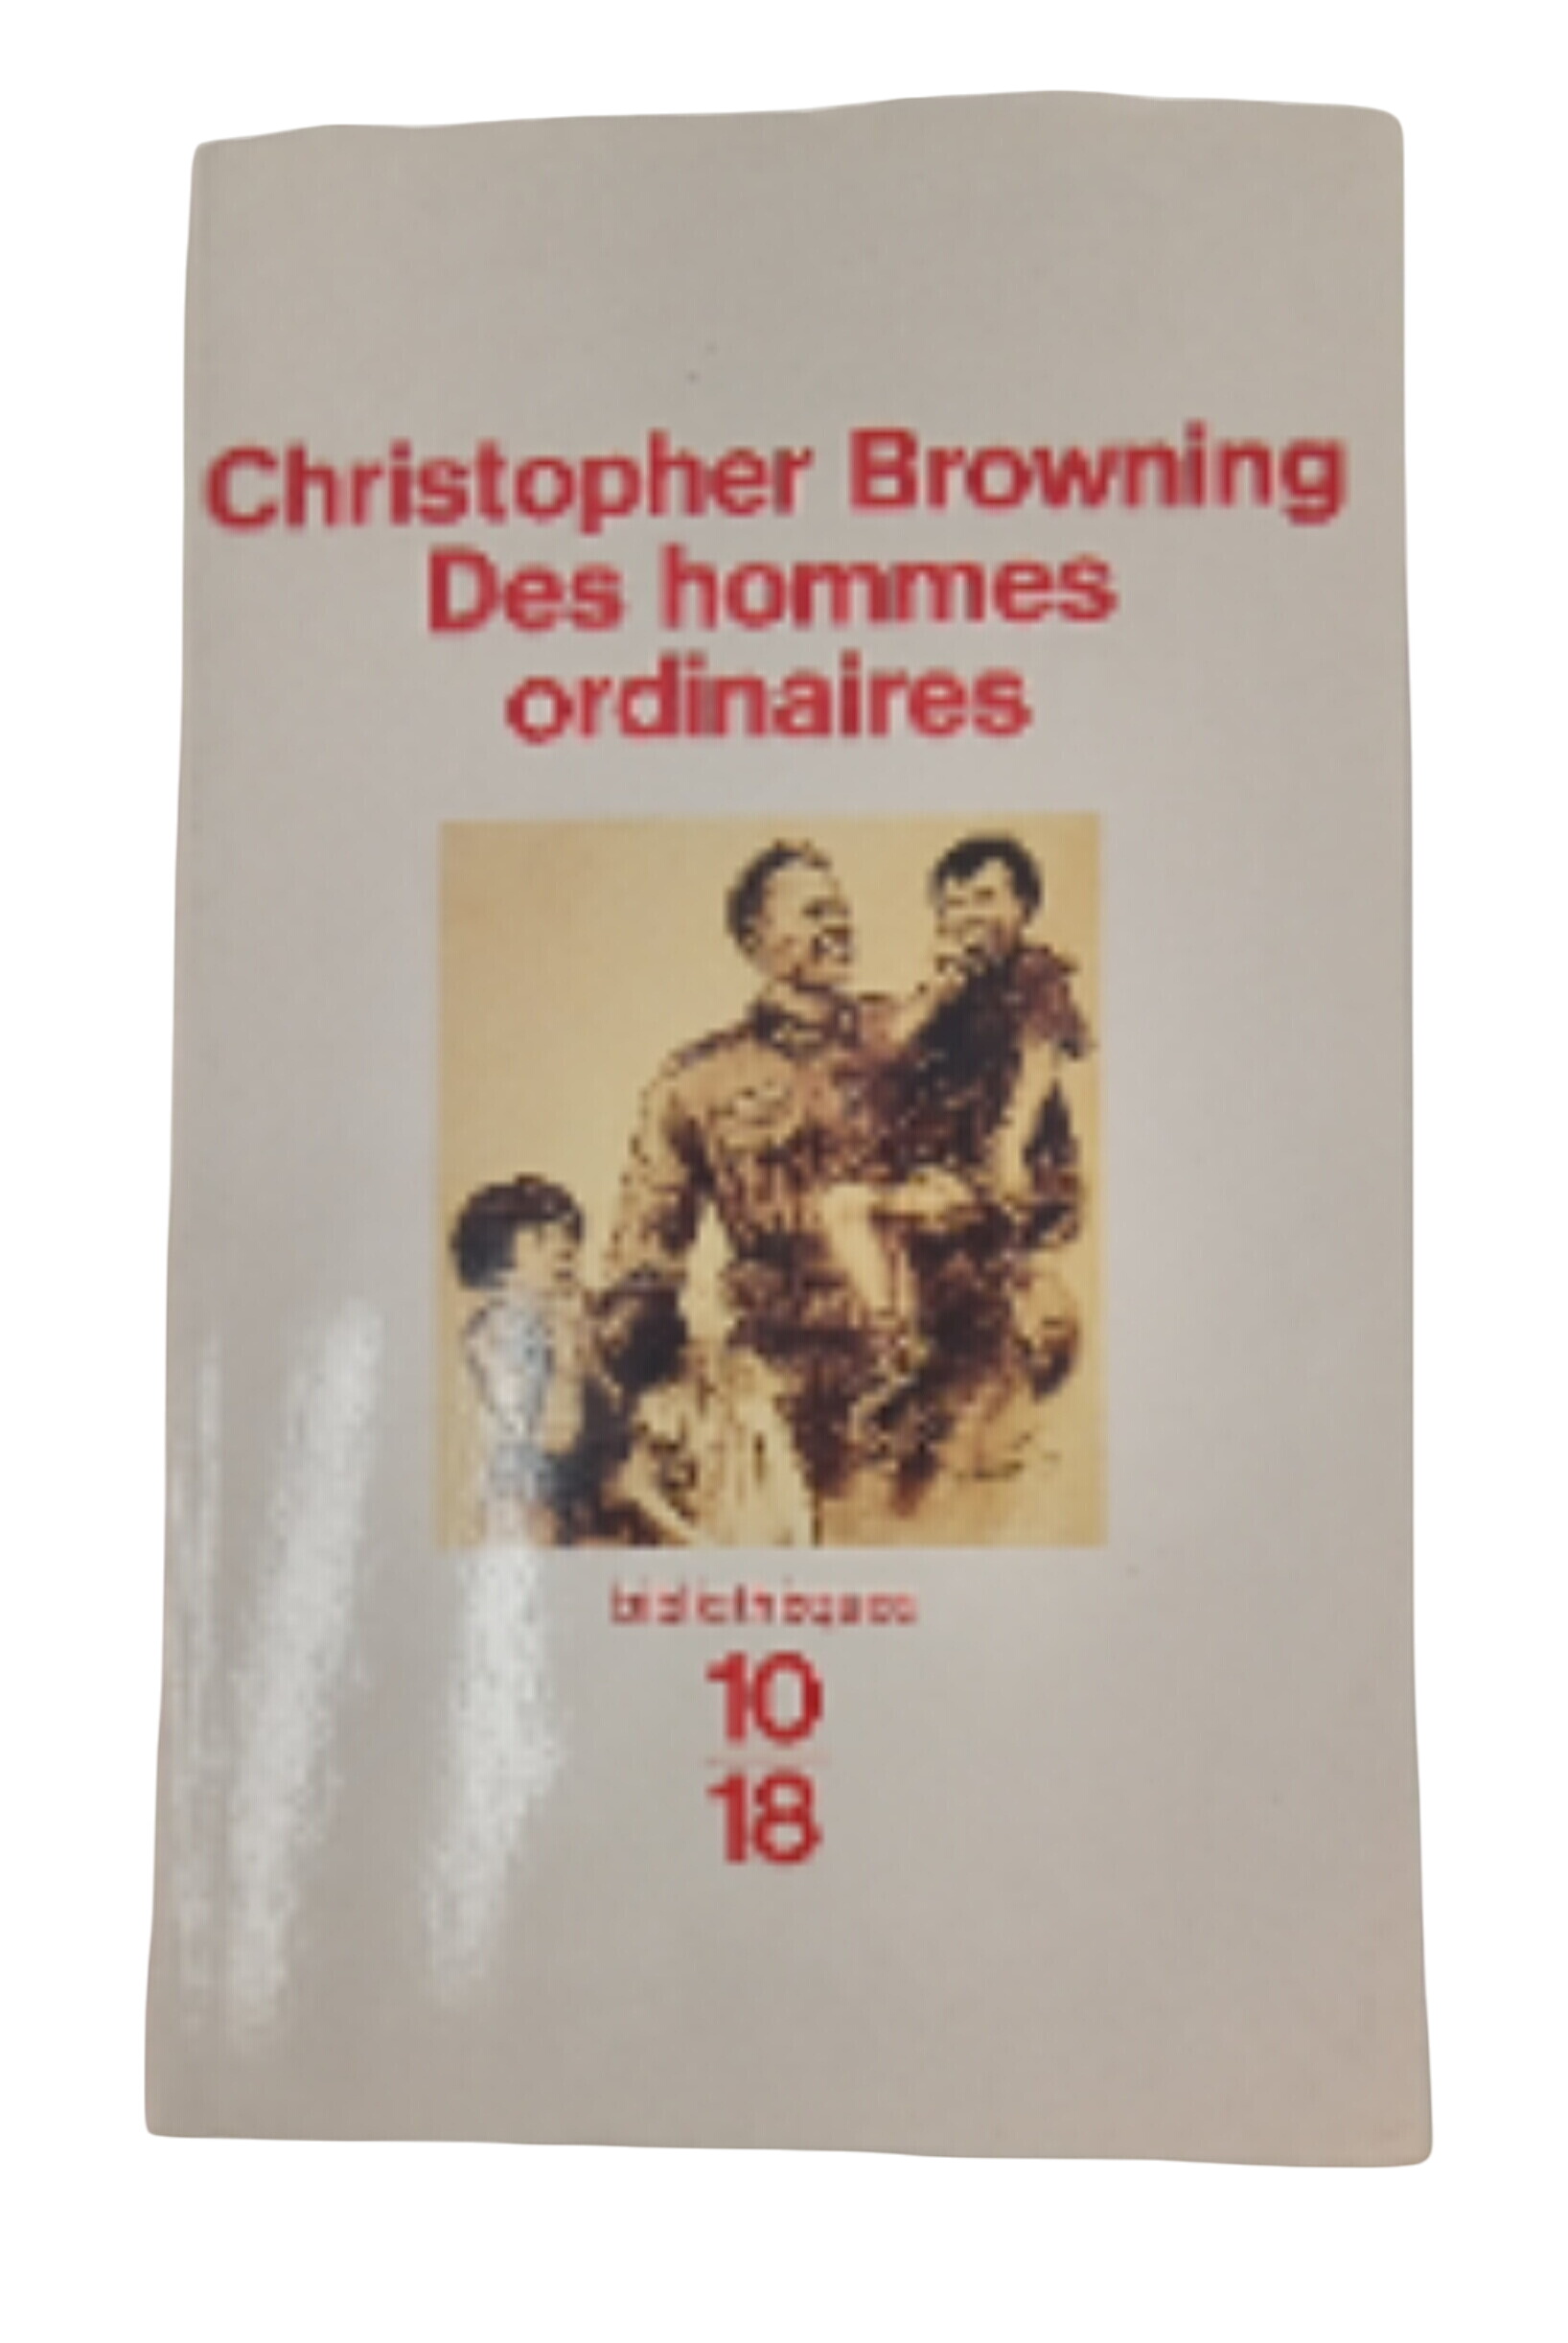 Christopher Browning
Des hommes
ordinaires
10
18